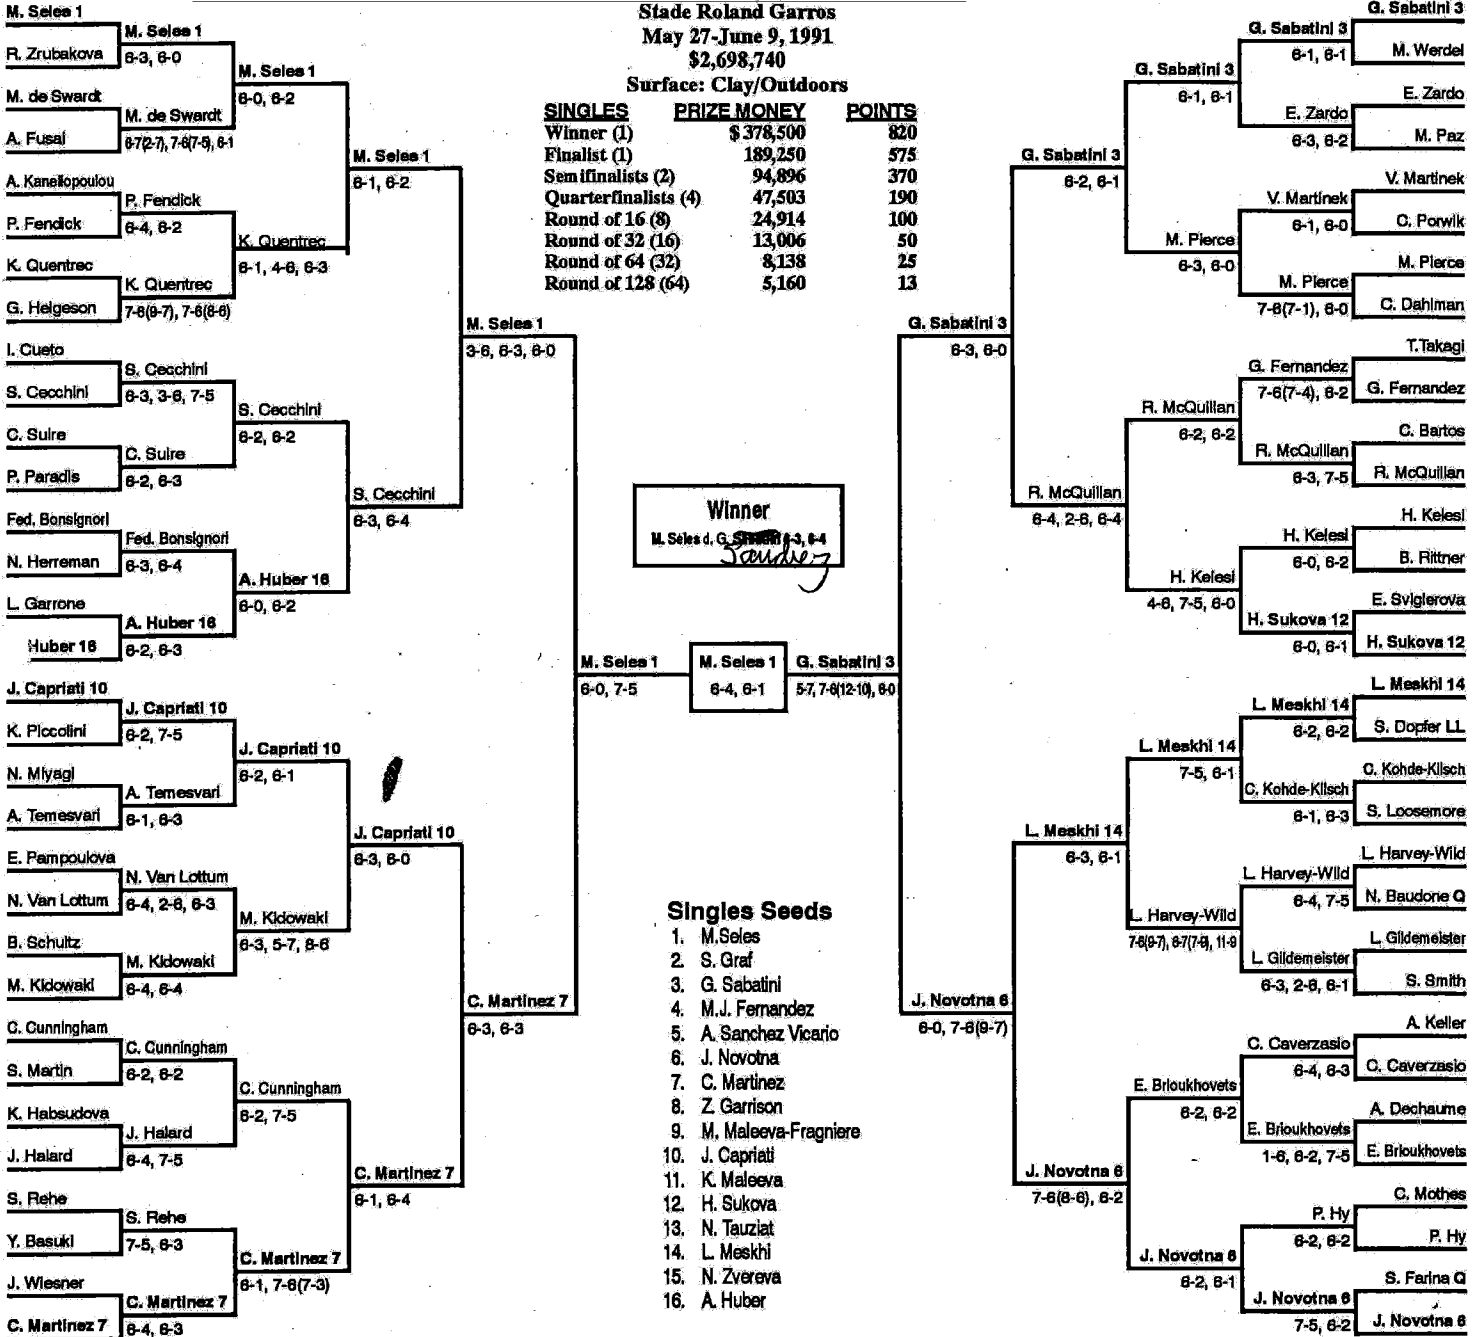 Stade Roland Garros
May 27-June 9, 1991
$2,698,740
Surface: Clay/Outdoors
SINGLES PRIZE MONEY POINTS
Winner (1) $378,500 820
Finalist (1) 189,250 575
Semifinalists (2) 94,896 370
Quarterfinalists (4) 47,503 190
Round of 16 (8) 24,914 100
Round of 32 (16) 13,006 50
Round of 64 (32) 8,138 25
Round of 128 (64) 5,160 13
M. Seles 1
R. Zrubakova
M. de Swardt
A. Fusai
A. Kanellopoulou
P. Fendick
K. Quentrec
G. Helgeson
I. Cueto
S. Cecchini
C. Suire
P. Paradis
Fed. Bonsignori
N. Herreman
L. Garrone
Huber 16
J. Capriati 10
K. Piccolini
N. Miyagi
A. Temesvari
E. Pampoulova
N. Van Lottum
B. Schultz
M. Kidowaki
C. Cunningham
S. Martin
K. Habsudova
J. Halard
S. Rehe
Y. Basuki
J. Wiesner
C. Martinez 7
M. Seles 1
6-3, 6-0
M. de Swardt
6-7(2-7), 7-6(7-5), 6-1
P. Fendick
6-4, 6-2
K. Quentrec
7-6(9-7), 7-6(8-6)
S. Cecchini
6-3, 3-6, 7-5
C. Suire
6-2, 6-3
Fed. Bonsignori
6-3, 6-4
A. Huber 16
6-2, 6-3
J. Capriati 10
6-2, 7-5
A. Temesvari
6-1, 6-3
N. Van Lottum
6-4, 2-6, 6-3
M. Kidowaki
6-4, 6-4
C. Cunningham
6-2, 6-2
J. Halard
6-4, 7-5
S. Rehe
7-5, 6-3
C. Martinez 7
6-4, 6-3
M. Seles 1
6-0, 6-2
K. Quentrec
6-1, 4-6, 6-3
S. Cecchini
6-2, 6-2
A. Huber 16
6-0, 6-2
J. Capriati 10
6-2, 6-1
M. Kidowaki
6-3, 5-7, 8-6
C. Cunningham
6-2, 7-5
C. Martinez 7
6-1, 7-6(7-3)
M. Seles 1
6-1, 6-2
S. Cecchini
6-3, 6-4
J. Capriati 10
6-3, 6-0
C. Martinez 7
6-1, 6-4
M. Seles 1
3-6, 6-3, 6-0
C. Martinez 7
6-3, 6-3
M. Seles 1
6-0, 7-5
Winner
M. Seles d. G. 6-3, 6-4
M. Seles 1
6-4, 6-1
G. Sabatini 3
5-7, 7-6(12-10), 6-0
Singles Seeds
1. M.Seles
2. S. Graf
3. G. Sabatini
4. M.J. Fernandez
5. A. Sanchez Vicario
6. J. Novotna
7. C. Martinez
8. Z. Garrison
9. M. Maleeva-Fragniere
10. J. Capriati
11. K. Maleeva
12. H. Sukova
13. N. Tauziat
14. L. Meskhi
15. N. Zvereva
16. A. Huber
G. Sabatini 3
6-3, 6-0
J. Novotna 6
6-0, 7-6(9-7)
G. Sabatini 3
6-2, 6-1
R. McQuillan
6-4, 2-6, 6-4
L. Meskhi 14
6-3, 6-1
J. Novotna 6
7-6(8-6), 6-2
G. Sabatini 3
6-1, 6-1
M. Pierce
6-3, 6-0
R. McQuillan
6-2, 6-2
H. Kelesi
4-6, 7-5, 6-0
L. Meskhi 14
7-5, 6-1
L. Harvey-Wild
7-6(9-7), 6-7(7-9), 11-9
E. Brioukhovets
6-2, 6-2
J. Novotna 6
6-2, 6-1
G. Sabatini 3
6-1, 6-1
E. Zardo
6-3, 6-2
V. Martinek
6-1, 6-0
M. Pierce
7-6(7-1), 6-0
G. Fernandez
7-6(7-4), 6-2
R. McQuillan
6-3, 7-5
H. Kelesi
6-0, 6-2
H. Sukova 12
6-0, 6-1
L. Meskhi 14
6-2, 6-2
C. Kohde-Kilsch
6-1, 6-3
L. Harvey-Wild
6-4, 7-5
L. Gildemeister
6-3, 2-6, 6-1
C. Caverzasio
6-4, 6-3
E. Brioukhovets
1-6, 6-2, 7-5
P. Hy
6-2, 6-2
J. Novotna 6
7-5, 6-2
G. Sabatini 3
M. Werdel
E. Zardo
M. Paz
V. Martinek
C. Porwik
M. Pierce
C. Dahlman
T.Takagi
G. Fernandez
C. Bartos
R. McQuillan
H. Kelesi
B. Rittner
E. Sviglerova
H. Sukova 12
L. Meskhi 14
S. Dopfer LL
C. Kohde-Kilsch
S. Loosemore
L. Harvey-Wild
N. Baudone Q
L. Gildemeister
S. Smith
A. Keller
C. Caverzasio
A. Dechaume
E. Brioukhovets
C. Mothes
P. Hy
S. Farina Q
J. Novotna 6